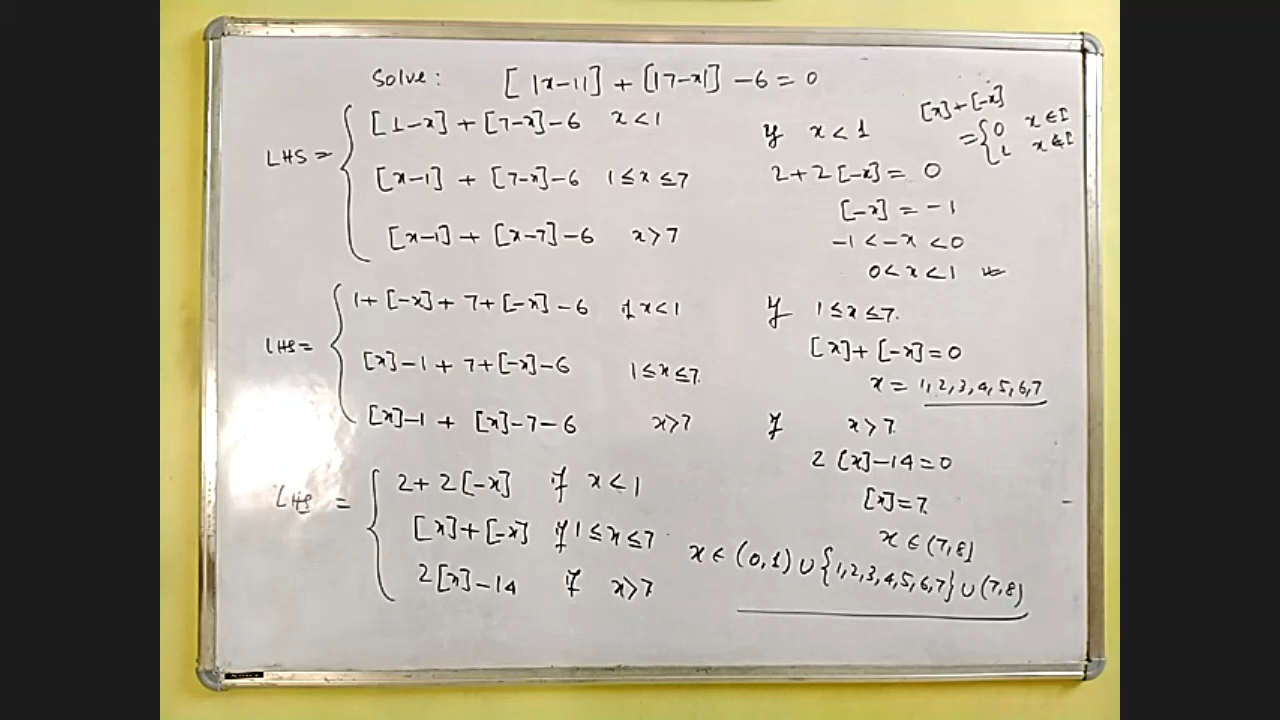 Solve: [|x-1|] + [|7-x|] - 6 = 0
LHS = { [1-x] + [7-x] - 6 x < 1
[x-1] + [7-x] - 6 1 ≤ x ≤ 7
[x-1] + [x-7] - 6 x > 7
LHS = { 1 + [-x] + 7 + [-x] - 6 if x < 1
[x] - 1 + 7 + [-x] - 6 1 ≤ x ≤ 7.
[x] - 1 + [x] - 7 - 6 x > 7
LHS = { 2 + 2[-x] if x < 1
[x] + [-x] if 1 ≤ x ≤ 7.
2[x] - 14 if x > 7
[x] + [-x]
= { 0 x ∈ I
1 x ∉ I
if x < 1
2 + 2[-x] = 0
[-x] = -1
-1 < -x < 0
0 < x < 1
if 1 ≤ x ≤ 7.
[x] + [-x] = 0
x = 1, 2, 3, 4, 5, 6, 7
if x > 7.
2[x] - 14 = 0
[x] = 7.
x ∈ (7, 8]
x ∈ (0, 1) ∪ {1, 2, 3, 4, 5, 6, 7} ∪ (7, 8)